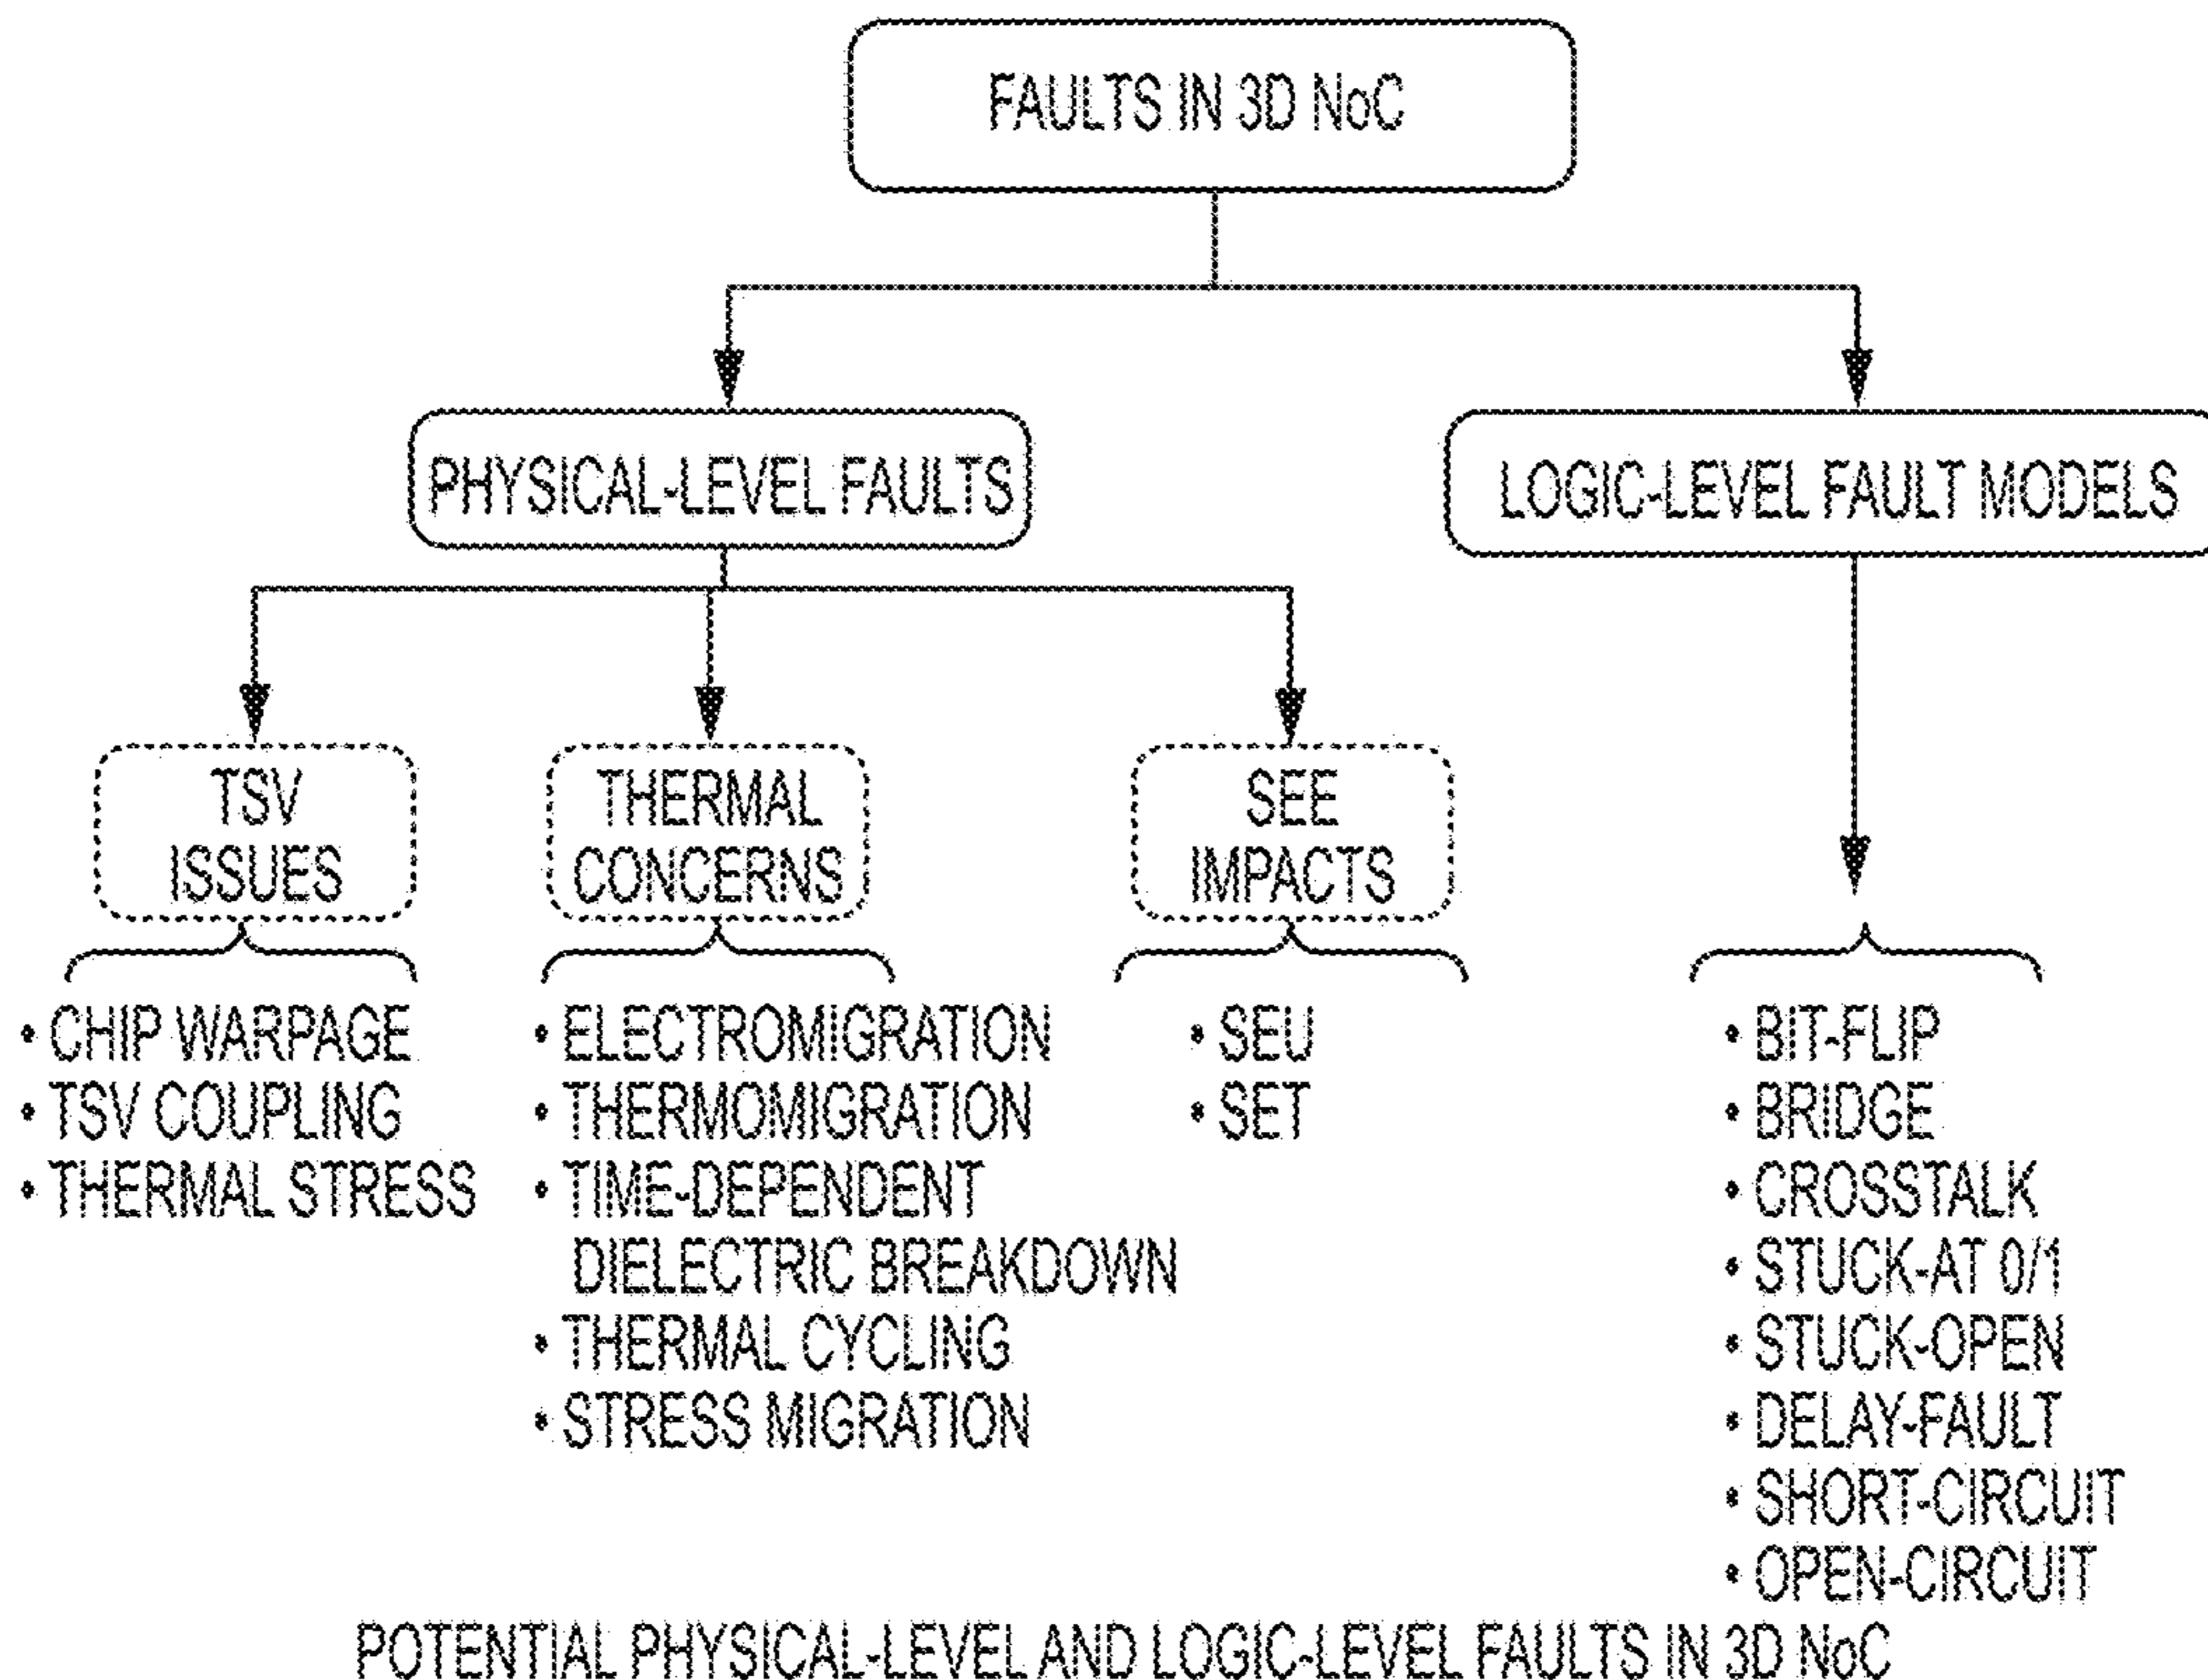 FAULTS IN 3D NoC
PHYSICAL-LEVEL FAULTS
LOGIC-LEVEL FAULT MODELS
TSV
ISSUES
THERMAL
CONCERNS
SEE
IMPACTS
• CHIP WARPAGE
• TSV COUPLING
• THERMAL STRESS
• ELECTROMIGRATION
• THERMOMIGRATION
• TIME-DEPENDENT
DIELECTRIC BREAKDOWN
• THERMAL CYCLING
• STRESS MIGRATION
• SEU
• SET
• BIT-FLIP
• BRIDGE
• CROSSTALK
• STUCK-AT 0/1
• STUCK-OPEN
• DELAY-FAULT
• SHORT-CIRCUIT
• OPEN-CIRCUIT
POTENTIAL PHYSICAL-LEVEL AND LOGIC-LEVEL FAULTS IN 3D NoC